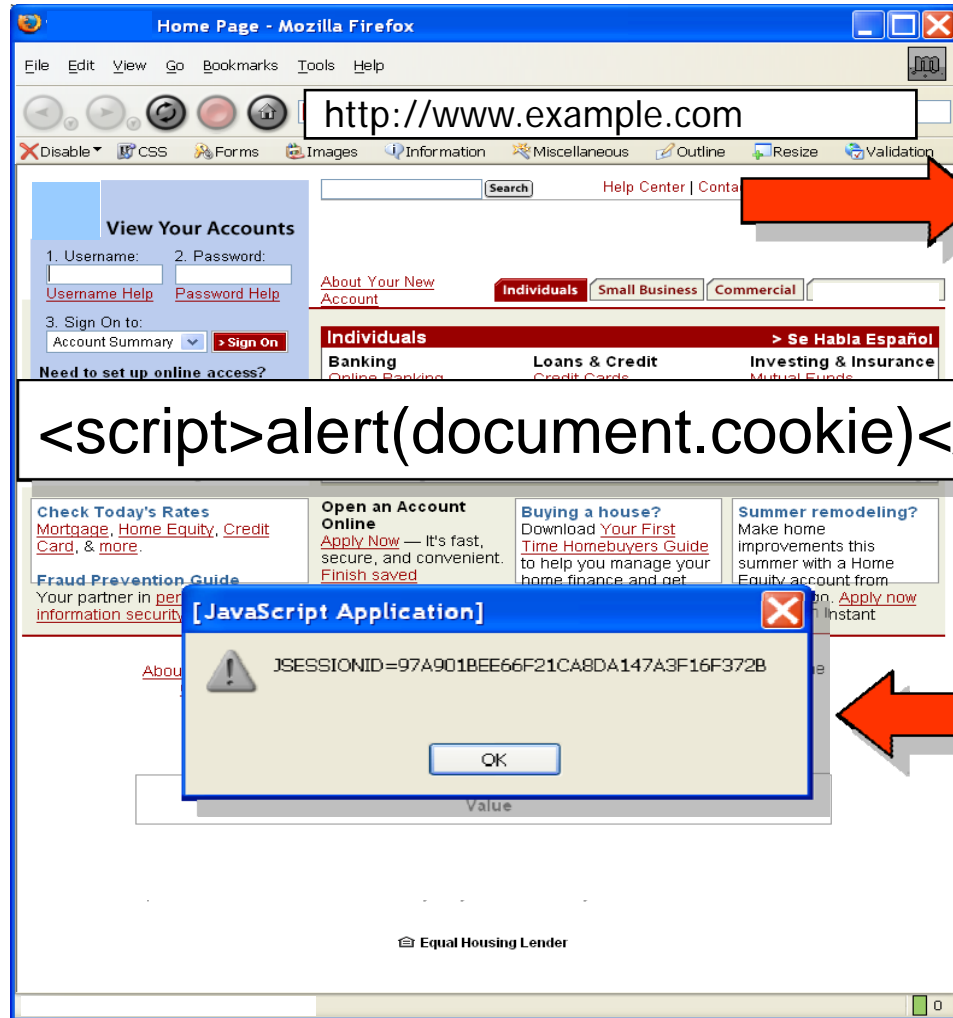 Home Page - Mozilla Firefox
File Edit View Go Bookmarks Tools Help
http://www.example.com
Disable CSS Forms Images Information Miscellaneous Outline Resize Validation
Search Help Center |
View Your Accounts
1. Username: 2. Password:
Username Help Password Help
About Your New
Account
Individuals Small Business Commercial
3. Sign On to:
Account Summary > Sign On
Need to set up online access?
Individuals > Se Habla Español
Banking Loans & Credit Investing & Insurance
Online Banking Credit Cards Mutual Funds
<script>alert(document.cookie)<
Check Today's Rates
Mortgage, Home Equity, Credit
Card, & more.
Fraud Prevention Guide
Your partner in
information security
Open an Account
Online
Apply Now — It's fast,
secure, and convenient.
Finish saved
Buying a house?
Download Your First
Time Homebuyers Guide
to help you manage your
home finance and get
Summer remodeling?
Make home
improvements this
summer with a Home
Equity account from
. Apply now
Instant
[JavaScript Application]
JSESSIONID=97A901BEE66F21CA8DA147A3F16F372B
OK
Value
Equal Housing Lender
0